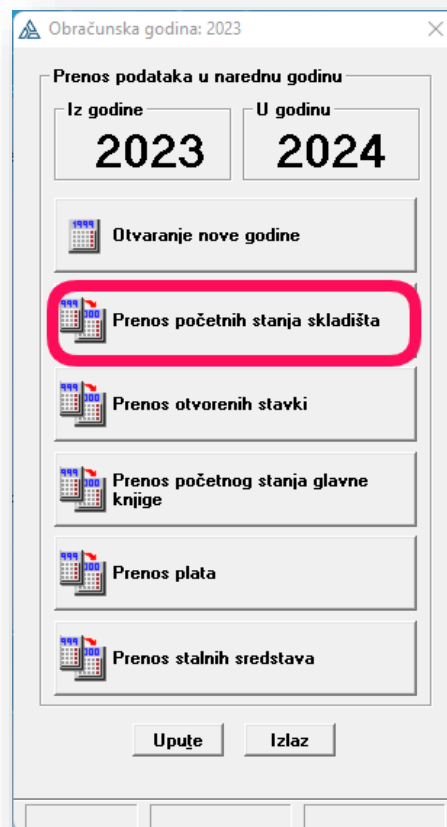 Obračunska godina: 2023
Prenos podataka u narednu godinu
Iz godine
U godinu
2023
2024
Otvaranje nove godine
Prenos početnih stanja skladišta
Prenos otvorenih stavki
Prenos početnog stanja glavne
knjige
Prenos plata
Prenos stalnih sredstava
Upute
Izlaz